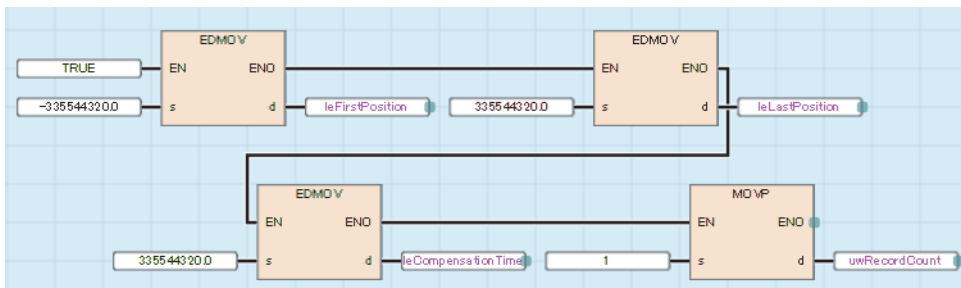 EDMOV
EDMOV
TRUE
EN ENO
EN ENO
-335544320.0
s d
leFirstPosition
335544320.0
s d
leLastPosition
EDMOV
MOVP
EN ENO
EN ENO
335544320.0
s d
leCompensationTime
1
s d
uwRecordCount